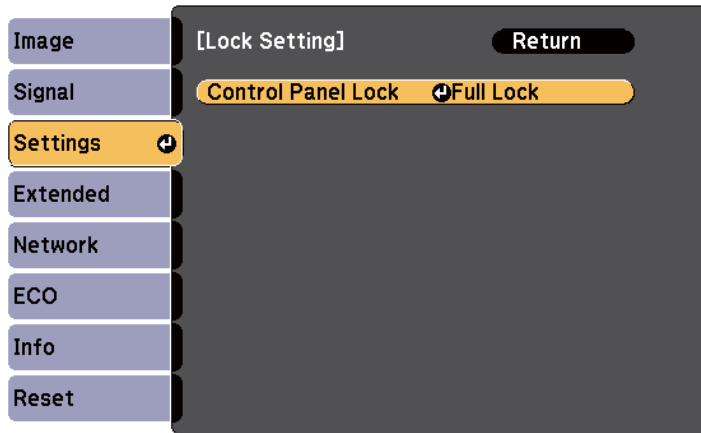 Image
Signal
Settings
Extended
Network
ECO
Info
Reset
[Lock Setting] Return
Control Panel Lock Full Lock